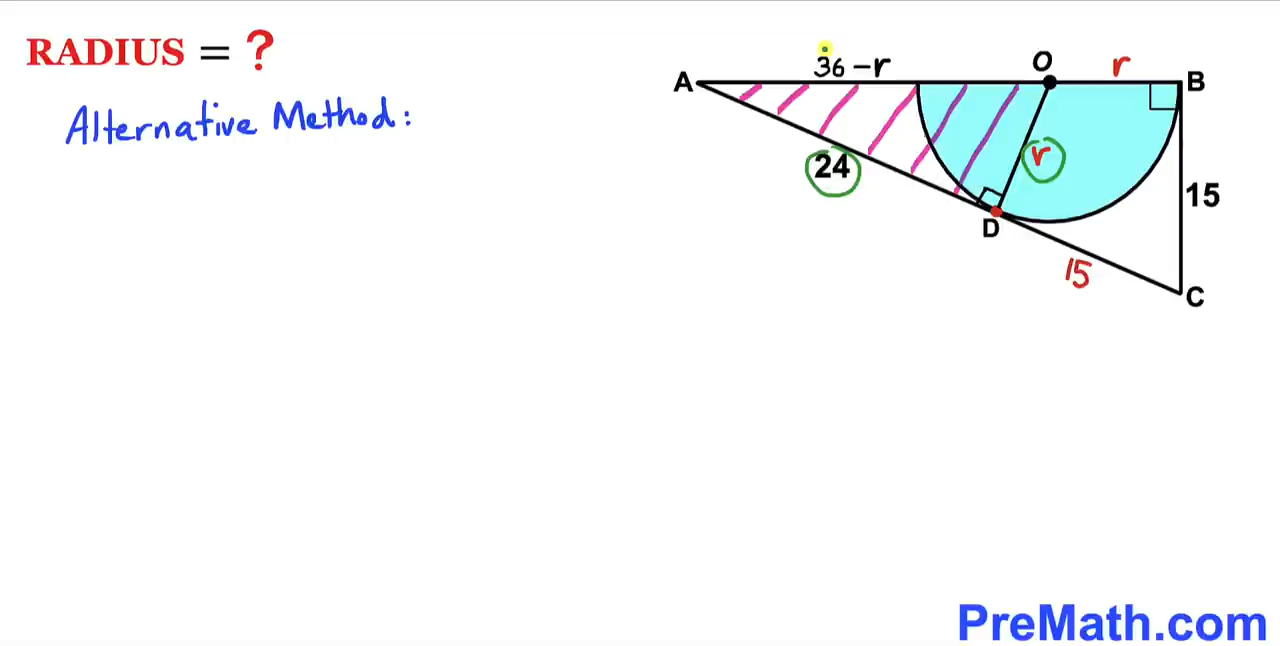 RADIUS = ?
Alternative Method:
36 - r
O
r
A
B
24
r
15
D
15
C
PreMath.com